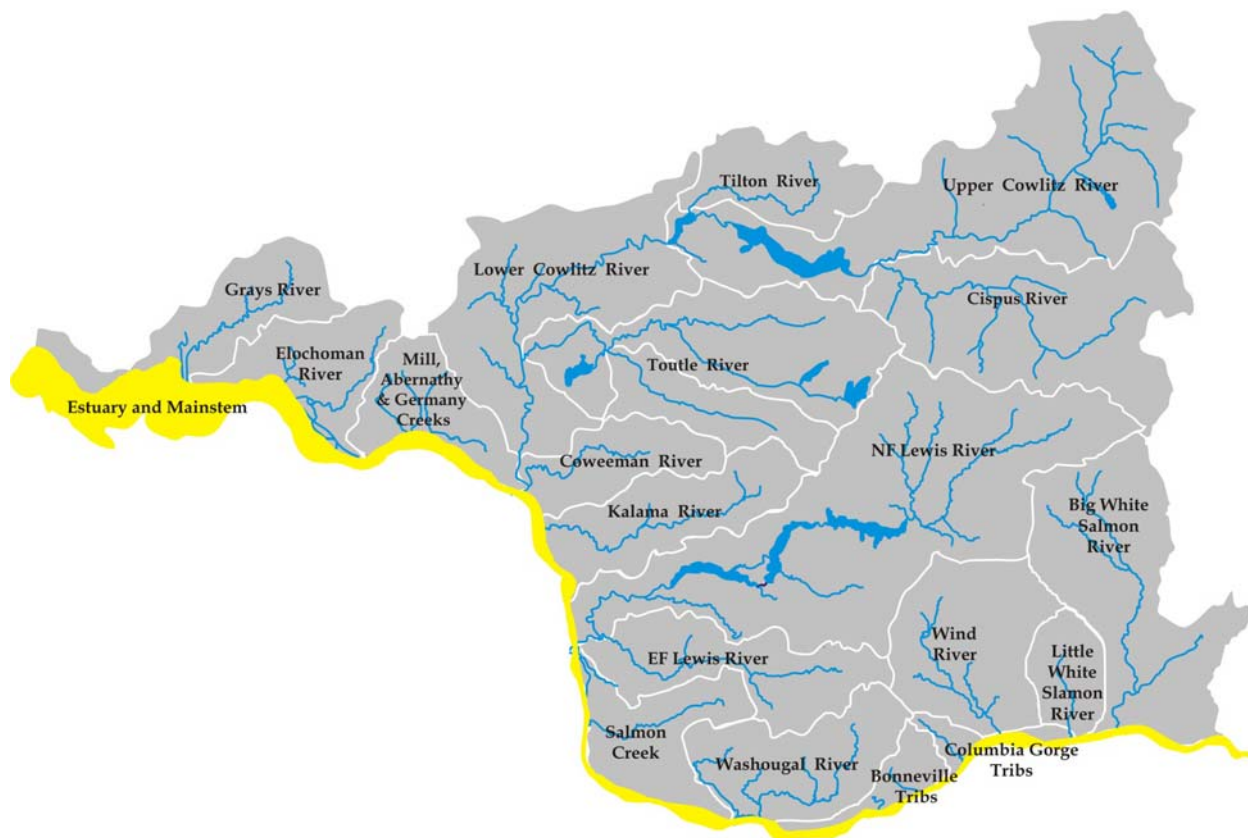 Tilton River
Upper Cowlitz River
Lower Cowlitz River
Grays River
Cispus River
Elochoman
River
Mill,
Abernathy
& Germany
Creeks
Toutle River
Estuary and Mainstem
NF Lewis River
Coweeman River
Kalama River
Big White
Salmon
River
Wind
River
EF Lewis River
Little
White
Slamon
River
Salmon
Creek
Washougal River
Columbia Gorge
Tribs
Bonneville
Tribs